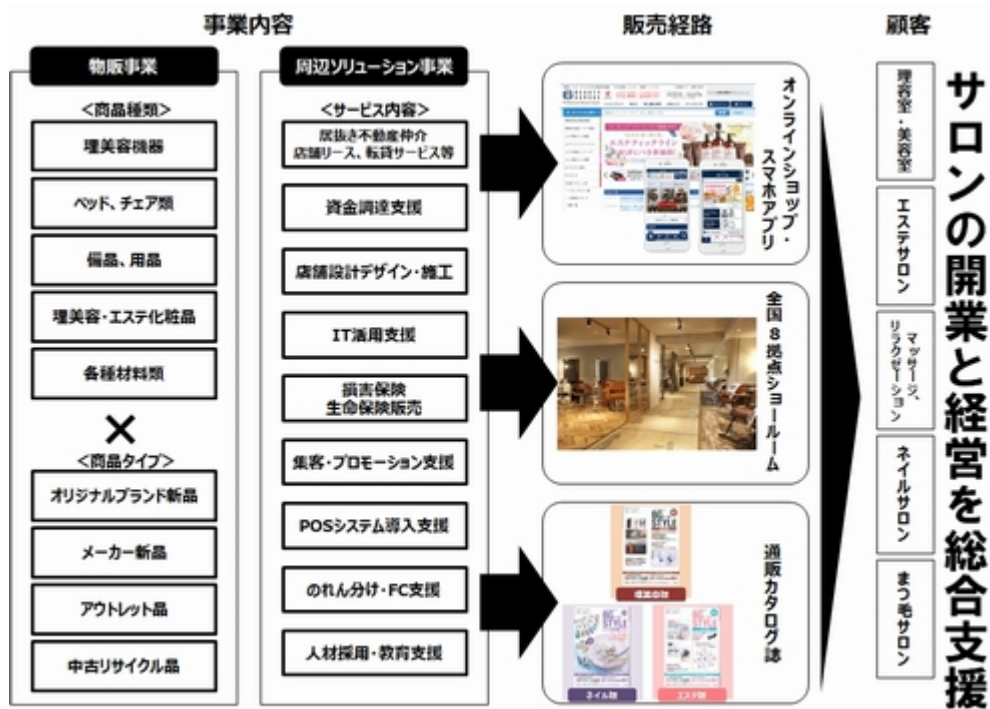 事業内容
販売経路
顧客
物販事業
<商品種類>
理美容機器
ベッド、チェア類
備品、用品
理美容・エステ化粧品
各種材料類
×
<商品タイプ>
オリジナルブランド新品
メーカー新品
アウトレット品
中古リサイクル品
周辺ソリューション事業
<サービス内容>
居抜き不動産仲介
店舗リース、転貸サービス等
資金調達支援
店舗設計デザイン・施工
IT活用支援
損害保険
生命保険販売
集客・プロモーション支援
POSシステム導入支援
のれん分け・FC支援
人材採用・教育支援
オンラインショップ・
スマホアプリ
全国8拠点ショールーム
通販カタログ誌
STYLE
STYLE
ネイル版
STYLE
エステ版
理容室・美容室
エステサロン
マッサージ、
リラクゼーション
ネイルサロン
まつ毛サロン
サロンの開業と経営を総合支援